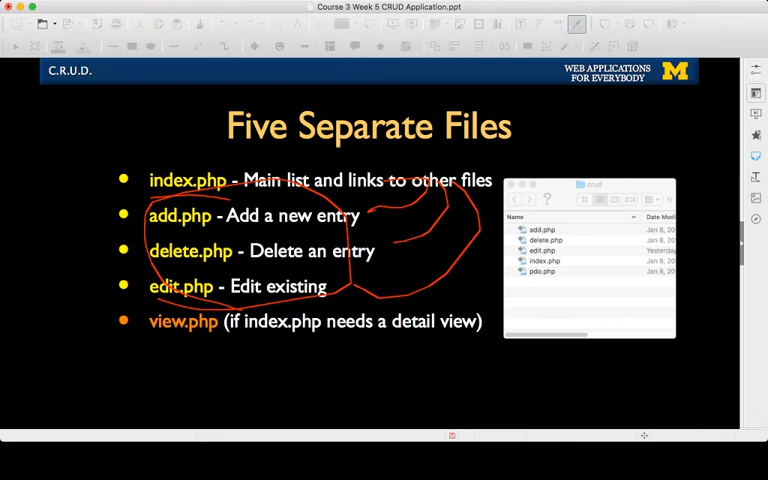 Course 3 Week 5 CRUD Application.ppt
C.R.U.D.
WEB APPLICATIONS
FOR EVERYBODY
M
Five Separate Files
index.php - Main list and links to other files
add.php - Add a new entry
delete.php - Delete an entry
edit.php - Edit existing
view.php (if index.php needs a detail view)
crud
Name
Date Modi
add.php
Jan 8, 20
delete.php
Jan 8, 20
edit.php
Yesterday
index.php
Jan 8, 20
pdo.php
Jan 8, 20